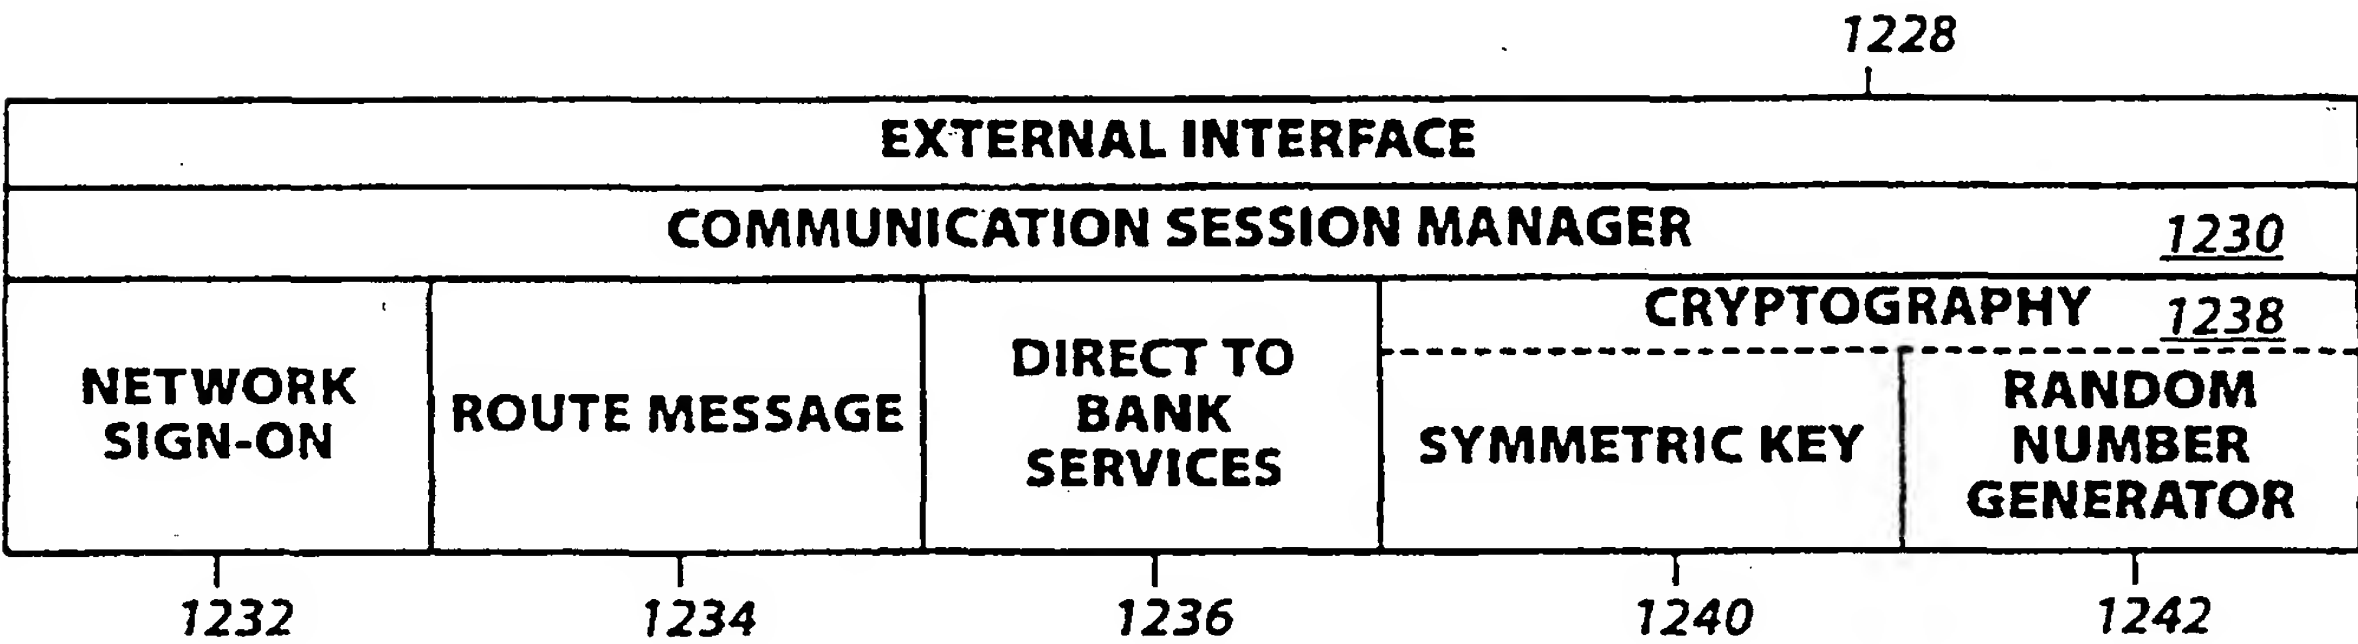 1228
EXTERNAL INTERFACE
COMMUNICATION SESSION MANAGER 1230
NETWORK
SIGN-ON
ROUTE MESSAGE
DIRECT TO
BANK
SERVICES
CRYPTOGRAPHY 1238
SYMMETRIC KEY
RANDOM
NUMBER
GENERATOR
1232
1234
1236
1240
1242